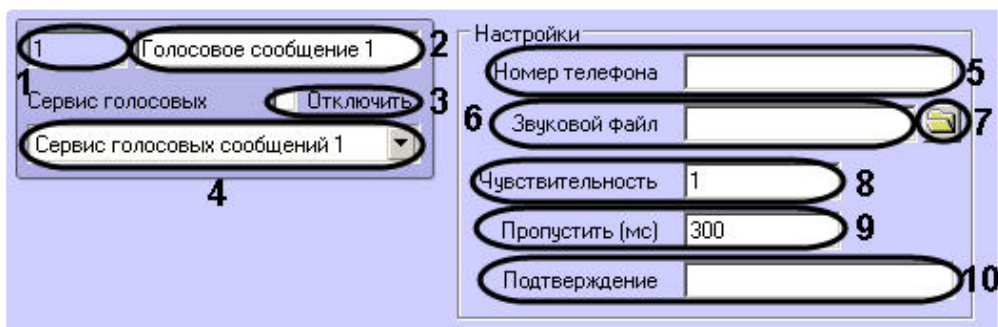 1
Голосовое сообщение 1
2
1
Сервис голосовых
Отключить
3
Сервис голосовых сообщений 1
4
Настройки
Номер телефона
5
6
Звуковой файл
7
Чувствительность
1
8
Пропустить (мс)
300
9
Подтверждение
10